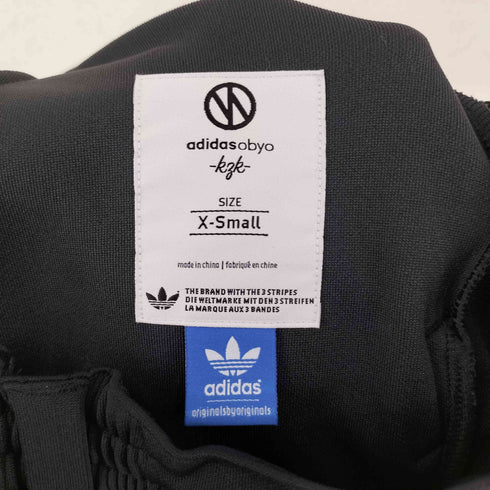 adidasobyo
-kzk-
SIZE
X-Small
made in china | fabriqué en chine
THE BRAND WITH THE 3 STRIPES
DIE WELTMARKE MIT DEN 3 STREIFEN
LA MARQUE AUX 3 BANDES
adidas
originalsbyoriginals